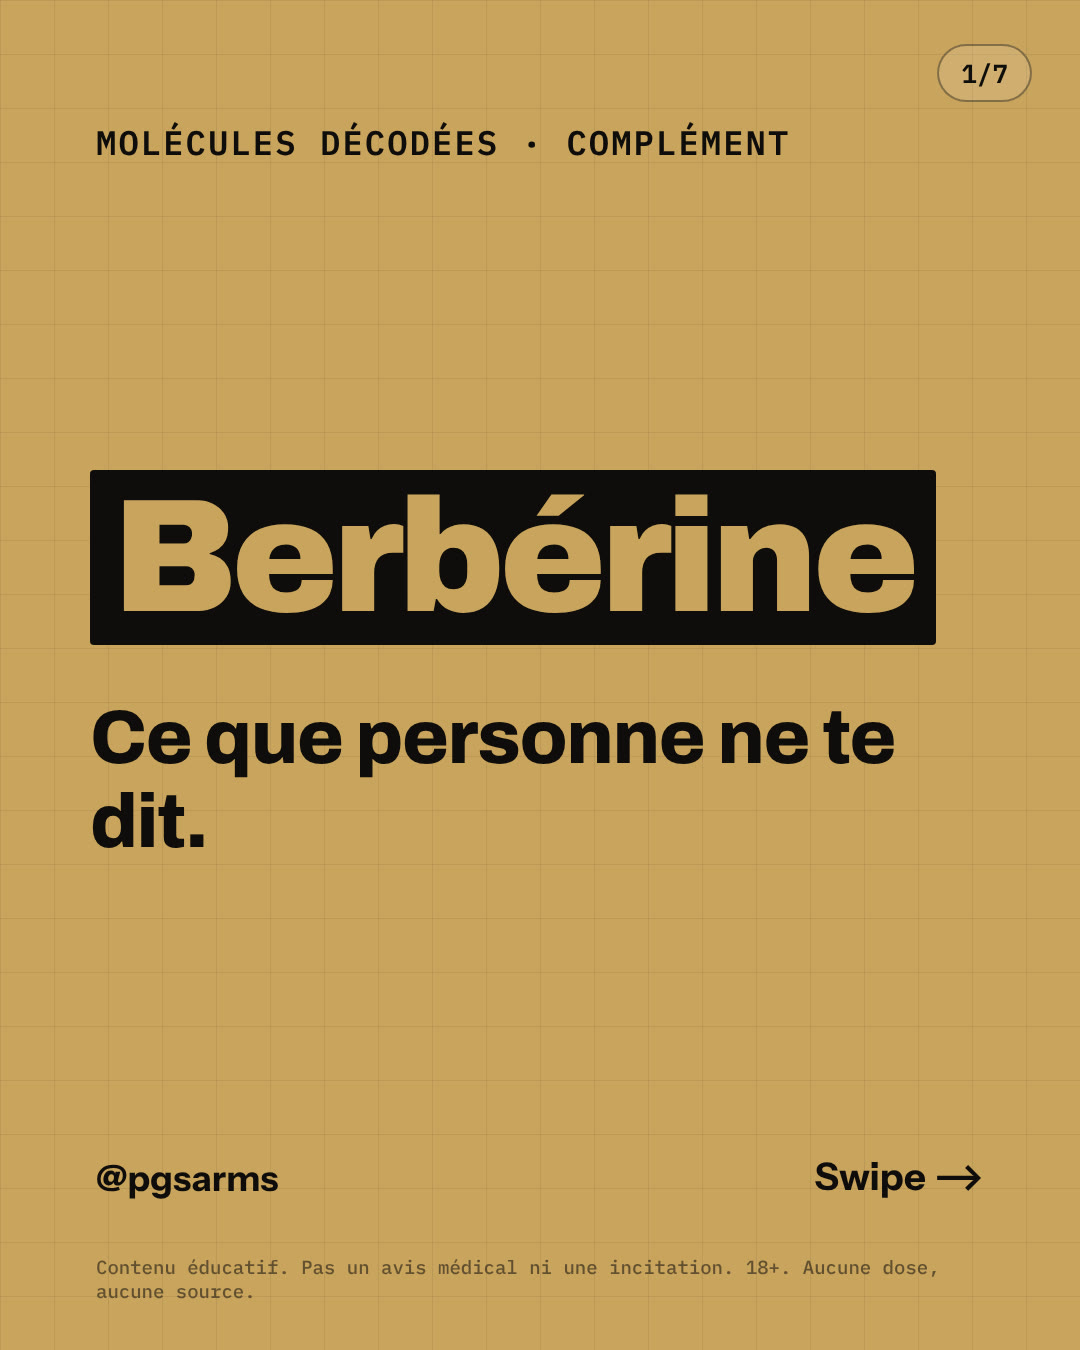 1/7
MOLÉCULES DÉCODÉES · COMPLÉMENT
Berbérine
Ce que personne ne te
dit.
@pgsarms
Swipe →
Contenu éducatif. Pas un avis médical ni une incitation. 18+. Aucune dose,
aucune source.